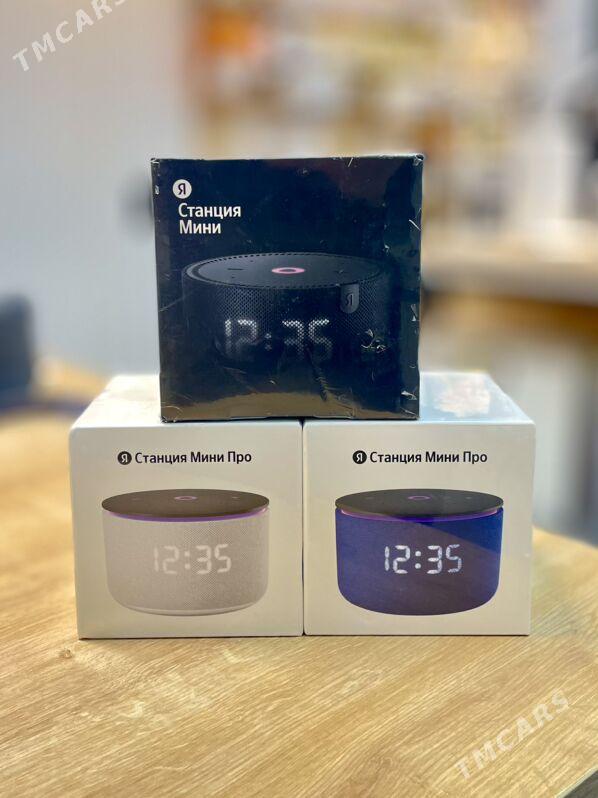 TMCARS
Я
Станция
Мини
Я
12:35
Я Станция Мини Про
12:35
Я Станция Мини Про
12:35
TMCARS